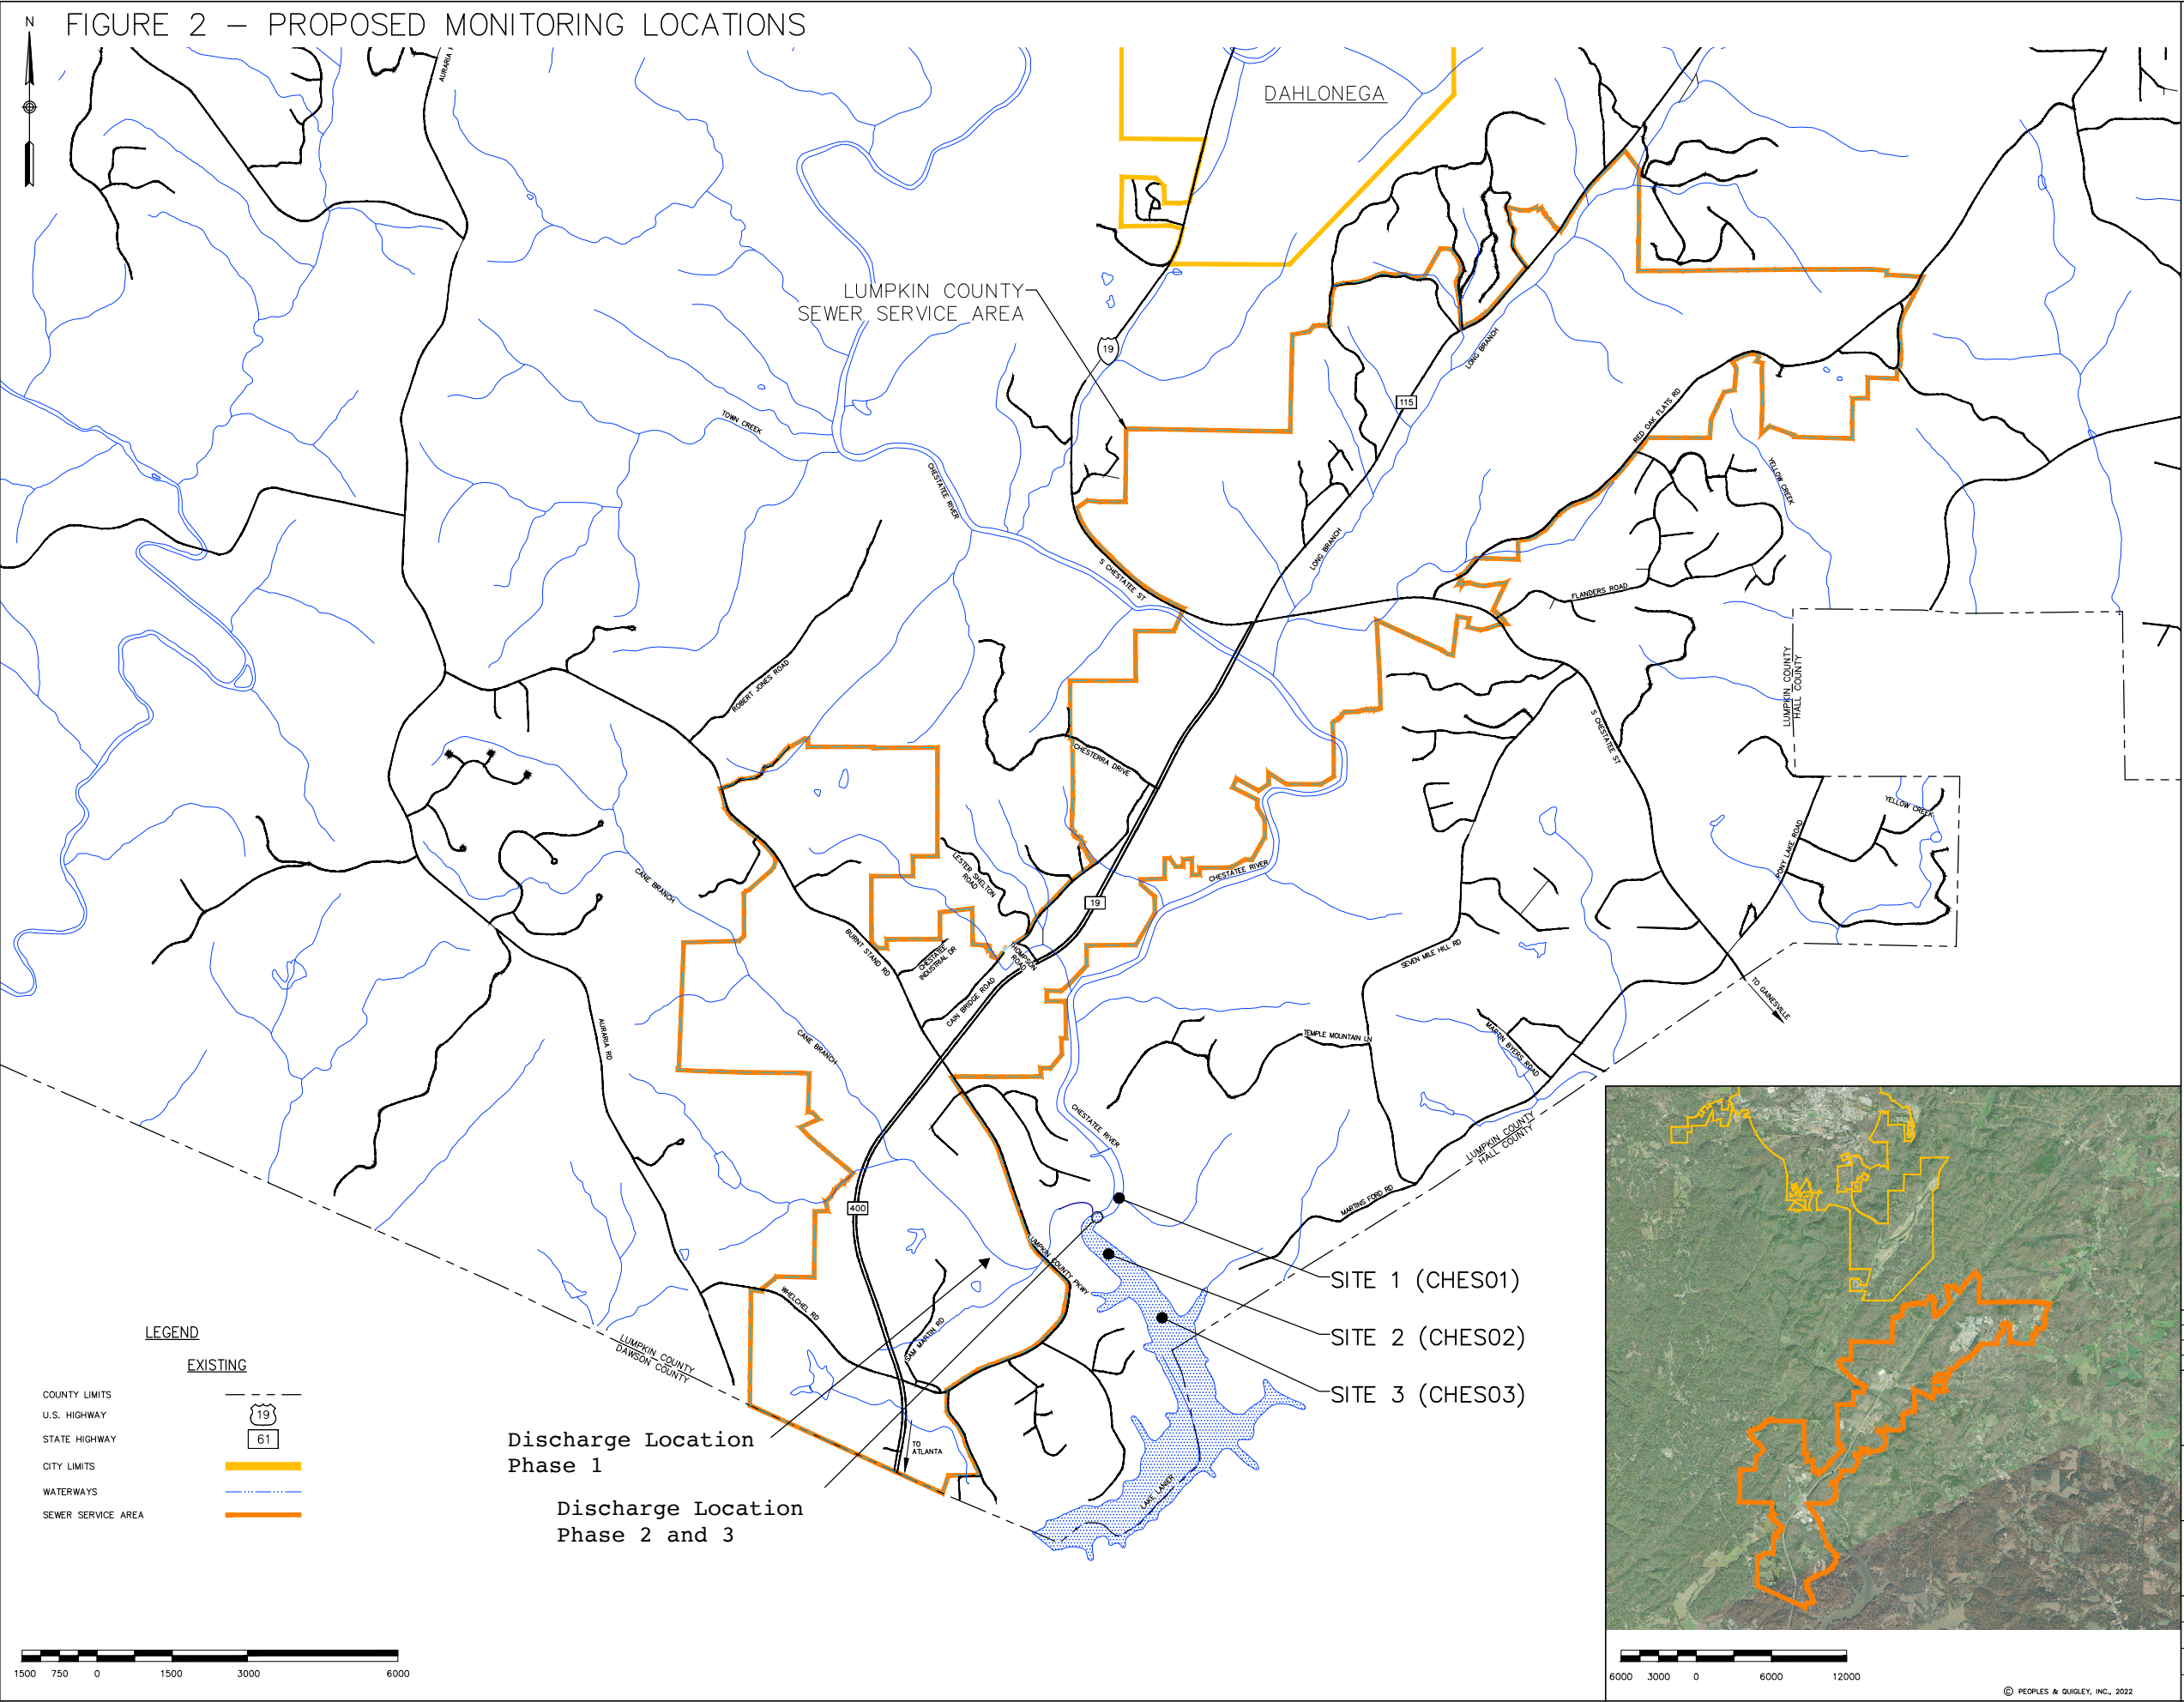 N
FIGURE 2 – PROPOSED MONITORING LOCATIONS
DAHLONEGA
LUMPKIN COUNTY
SEWER SERVICE AREA
19
115
LONG BRANCH
RED OAK FLATS RD
YELLOW CREEK
TOWN CREEK
CHESTATEE RIVER
LONG BRANCH
S CHESTATEE ST
FLANDERS ROAD
LUMPKIN COUNTY
HALL COUNTY
ROBERT JONES ROAD
S CHESTATEE ST
CHESTERRA DRIVE
YELLOW CREEK
PONY LAKE ROAD
LESTER SHELTON
ROAD
CHESTATEE RIVER
CANE BRANCH
19
BURNT STAND RD
CHESTATEE
INDUSTRIAL DR
THOMPSON
ROAD
SEVEN MILE HILL RD
CAIN BRIDGE ROAD
TO GAINESVILLE
AURARIA RD
CANE BRANCH
TEMPLE MOUNTAIN LN
MARTIN BYERS ROAD
CHESTATEE RIVER
LUMPKIN COUNTY
HALL COUNTY
MARTINS FORD RD
400
LUMPKIN COUNTY PKWY
SITE 1 (CHES01)
SITE 2 (CHES02)
SITE 3 (CHES03)
WHELCHEL RD
SAM MARTIN RD
LUMPKIN COUNTY
DAWSON COUNTY
TO
ATLANTA
LAKE LANIER
Discharge Location
Phase 1
Discharge Location
Phase 2 and 3
LEGEND
EXISTING
COUNTY LIMITS
U.S. HIGHWAY
19
STATE HIGHWAY
61
CITY LIMITS
WATERWAYS
SEWER SERVICE AREA
1500 750 0 1500 3000 6000
6000 3000 0 6000 12000
© PEOPLES & QUIGLEY, INC., 2022